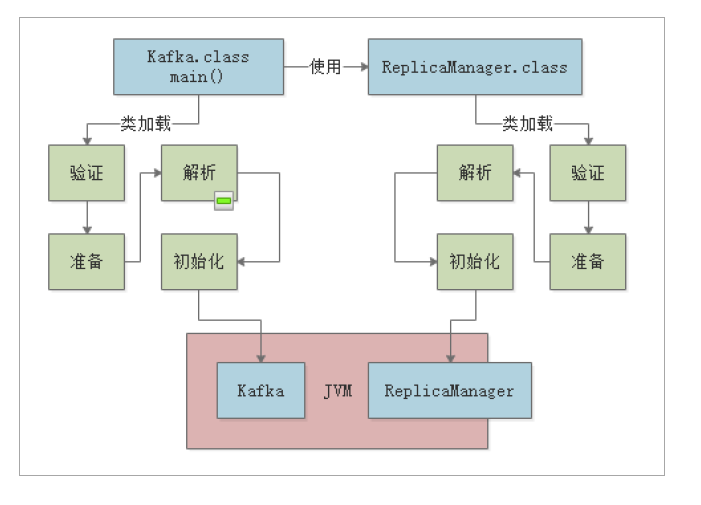 Kafka.class
main()
使用
ReplicaManager.class
类加载
类加载
验证
解析
解析
验证
准备
初始化
初始化
准备
Kafka
JVM
ReplicaManager